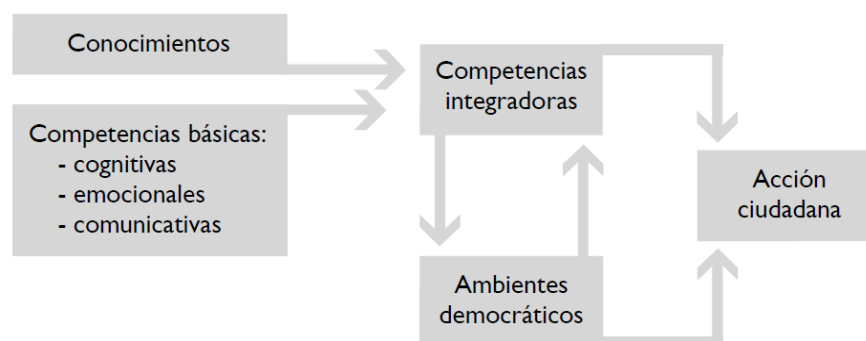 Conocimientos
Competencias básicas:
- cognitivas
- emocionales
- comunicativas
Competencias
integradoras
Ambientes
democráticos
Acción
ciudadana